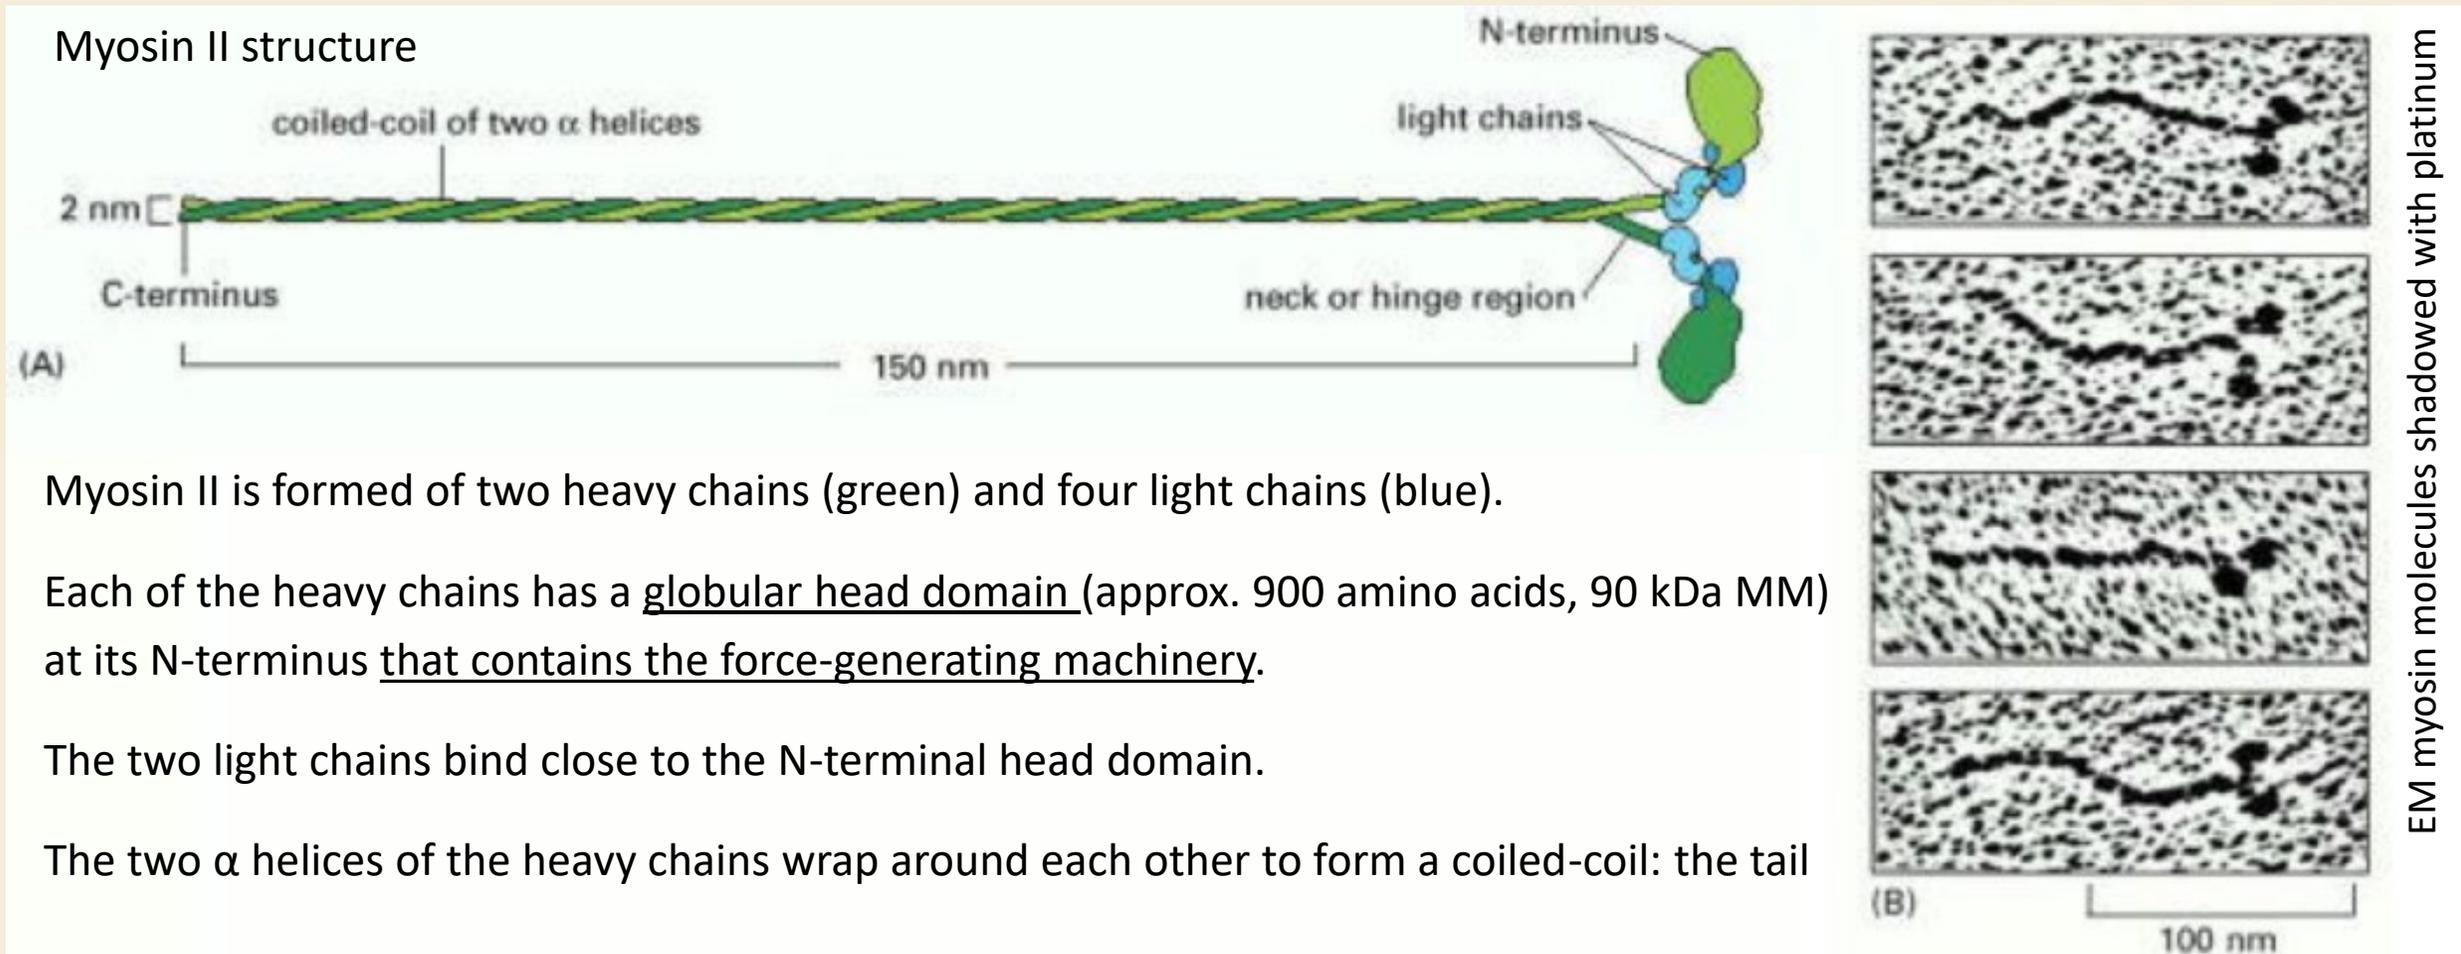 Myosin II structure
N-terminus
coiled-coil of two α helices
light chains
2 nm
C-terminus
neck or hinge region
(A)
150 nm
Myosin II is formed of two heavy chains (green) and four light chains (blue).
Each of the heavy chains has a globular head domain (approx. 900 amino acids, 90 kDa MM)
at its N-terminus that contains the force-generating machinery.
The two light chains bind close to the N-terminal head domain.
The two α helices of the heavy chains wrap around each other to form a coiled-coil: the tail
(B)
100 nm
EM myosin molecules shadowed with platinum